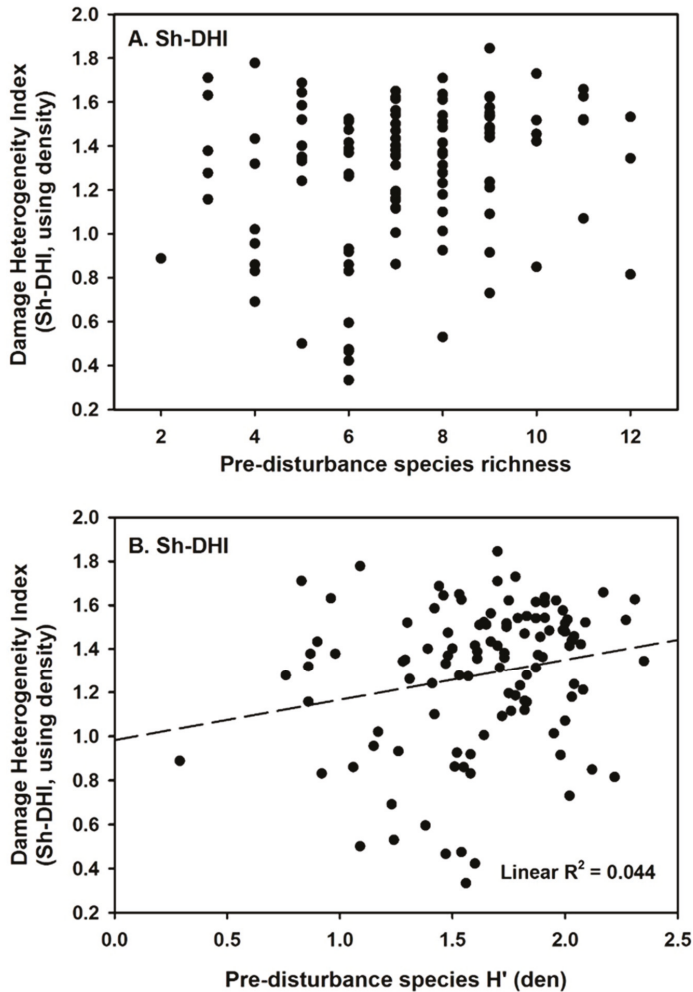 A. Sh-DHI
Damage Heterogeneity Index
(Sh-DHI, using density)
2.0
1.8
1.6
1.4
1.2
1.0
0.8
0.6
0.4
0.2
2 4 6 8 10 12
Pre-disturbance species richness
B. Sh-DHI
Damage Heterogeneity Index
(Sh-DHI, using density)
2.0
1.8
1.6
1.4
1.2
1.0
0.8
0.6
0.4
0.2
Linear R² = 0.044
0.0 0.5 1.0 1.5 2.0 2.5
Pre-disturbance species H' (den)